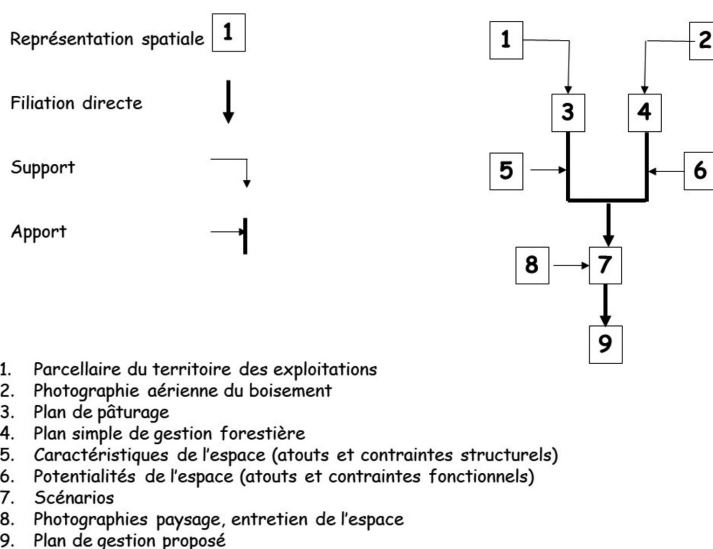 Représentation spatiale 1
Filiation directe
Support
Apport
1 2
3 4
5 6
8 7
9
1. Parcellaire du territoire des exploitations
2. Photographie aérienne du boisement
3. Plan de pâturage
4. Plan simple de gestion forestière
5. Caractéristiques de l'espace (atouts et contraintes structurels)
6. Potentialités de l'espace (atouts et contraintes fonctionnels)
7. Scénarios
8. Photographies paysage, entretien de l'espace
9. Plan de gestion proposé